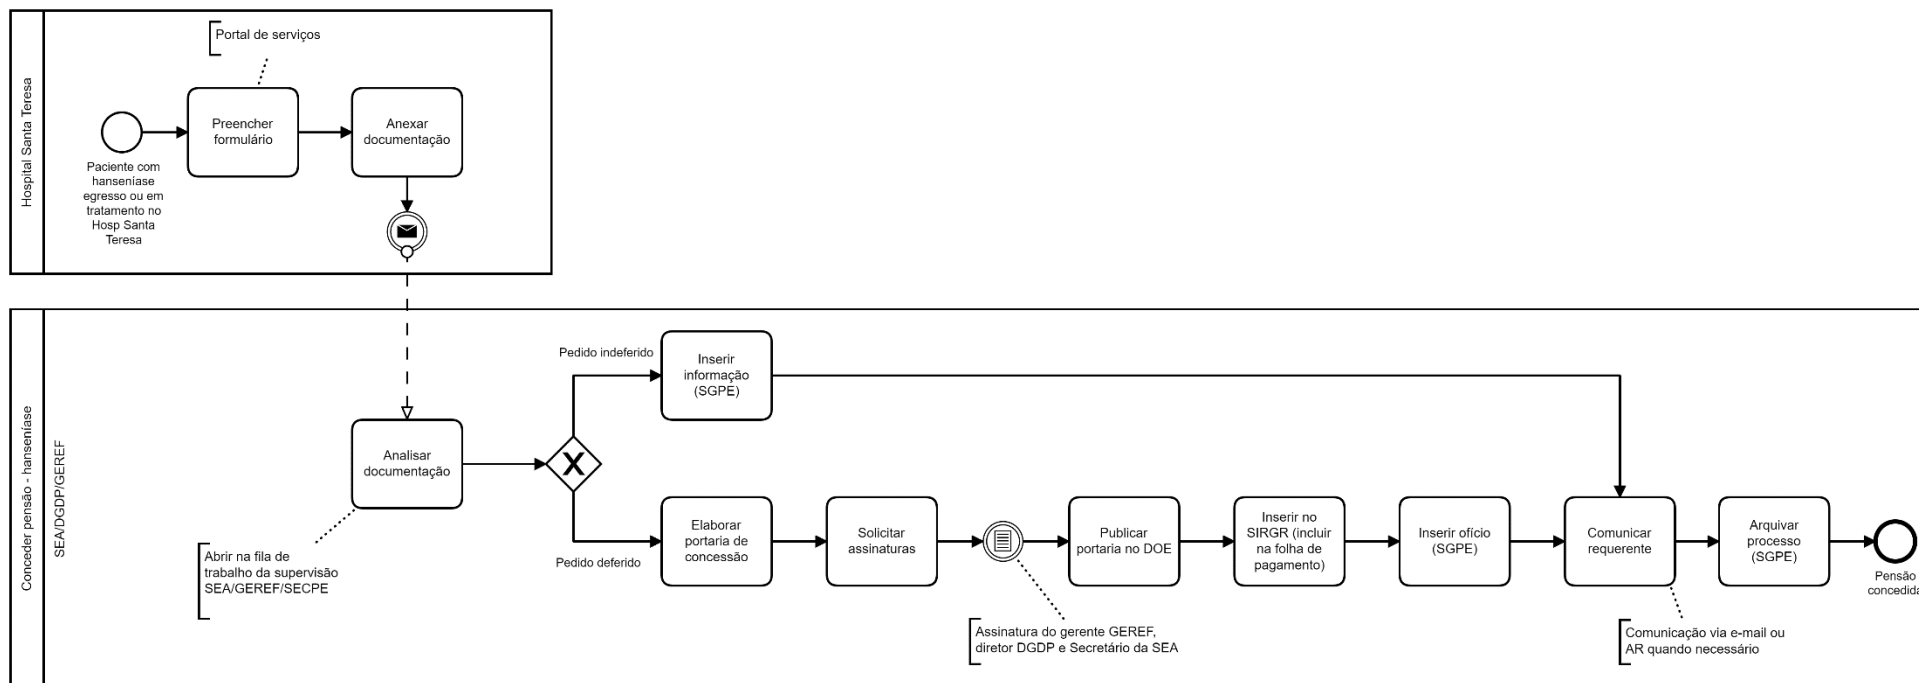 Hospital Santa Teresa
Portal de serviços
Preencher
formulário
Anexar
documentação
Paciente com
hanseníase
egresso ou em
tratamento no
Hosp Santa
Teresa
Conceder pensão - hanseníase
SEA/DGDP/GEREF
Analisar
documentação
Abrir na fila de
trabalho da supervisão
SEA/GEREF/SECPE
X
Pedido indeferido
Inserir
informação
(SGPE)
Pedido deferido
Elaborar
portaria de
concessão
Solicitar
assinaturas
Assinatura do gerente GEREF,
diretor DGDP e Secretário da SEA
Publicar
portaria no DOE
Inserir no
SIRGR (incluir
na folha de
pagamento)
Inserir ofício
(SGPE)
Comunicar
requerente
Comunicação via e-mail ou
AR quando necessário
Arquivar
processo
(SGPE)
Pensão
concedida